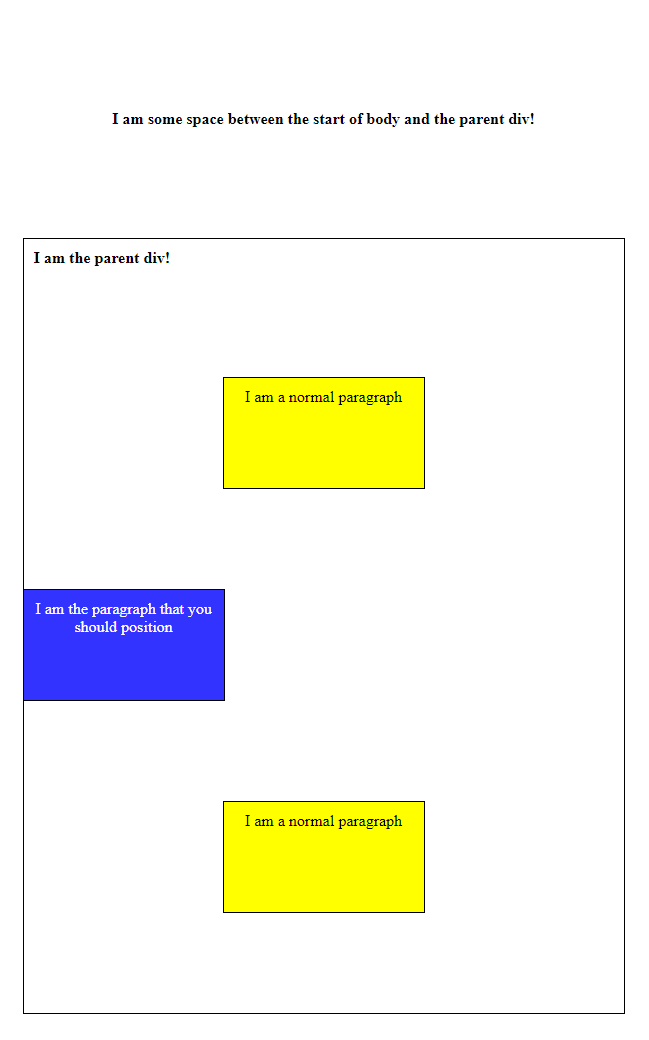 I am some space between the start of body and the parent div!
I am the parent div!
I am a normal paragraph
I am the paragraph that you
should position
I am a normal paragraph